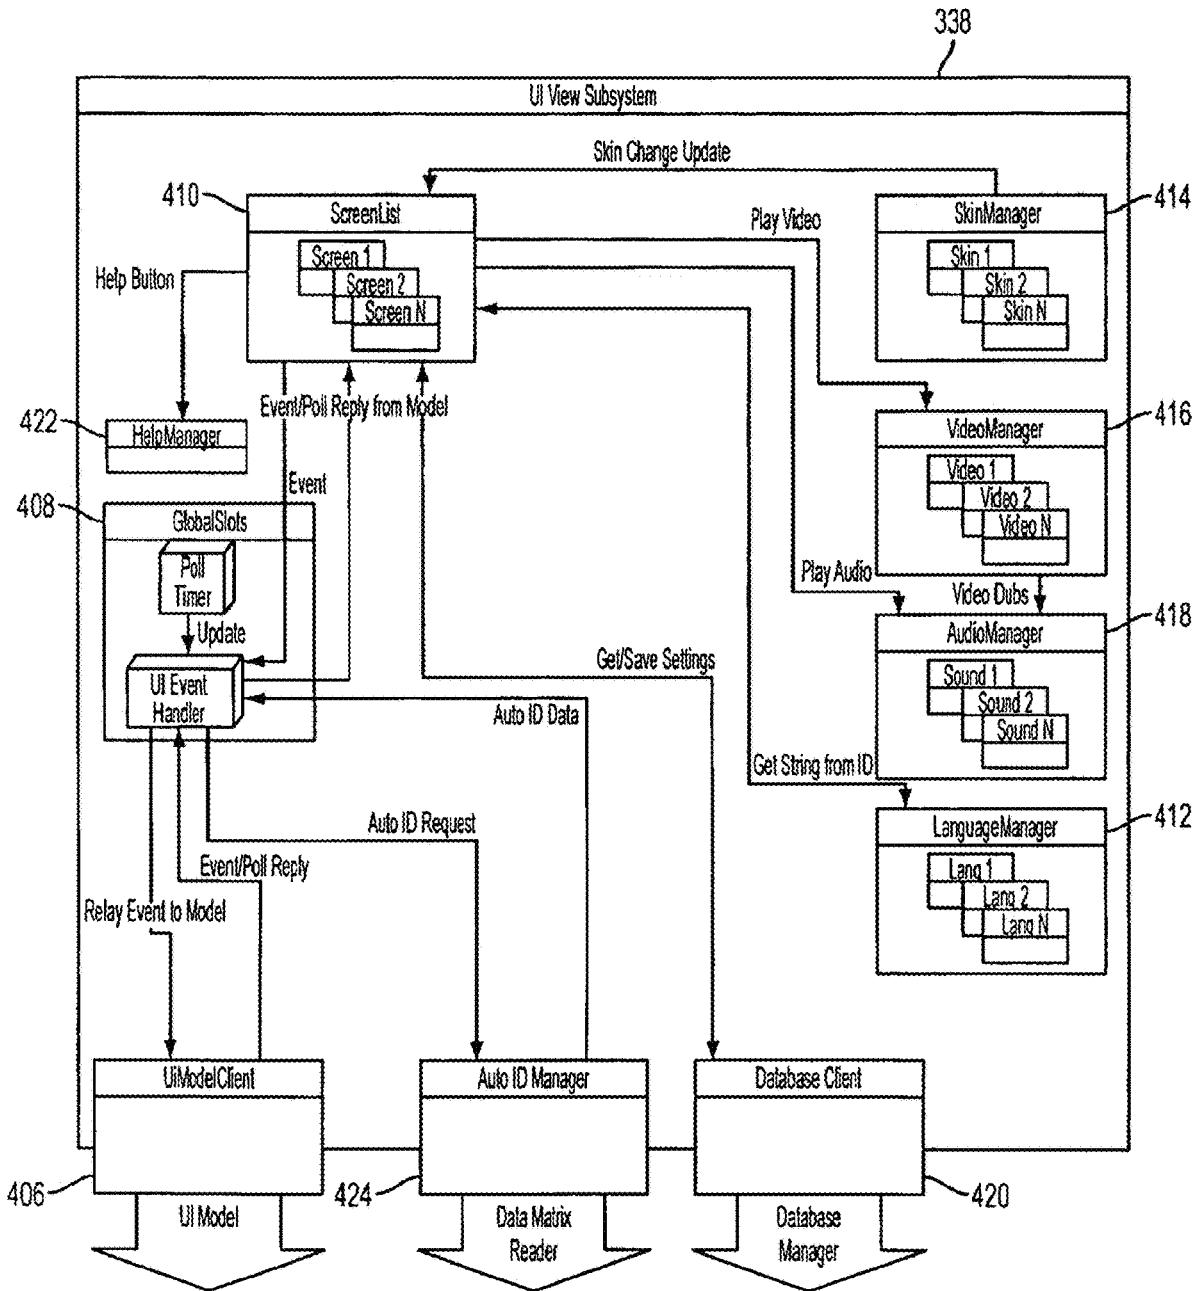 338
UI View Subsystem
Skin Change Update
410
ScreenList
Screen 1
Screen 2
Screen N
Play Video
SkinManager
414
Skin 1
Skin 2
Skin N
Help Button
Event/Poll Reply from Model
422
HelpManager
VideoManager
416
Video 1
Video 2
Video N
Event
408
GlobalSlots
Poll
Timer
Update
UI Event
Handler
Play Audio
Video Dubs
418
AudioManager
Sound 1
Sound 2
Sound N
Get/Save Settings
Auto ID Data
Get String from ID
412
LanguageManager
Lang 1
Lang 2
Lang N
Auto ID Request
Event/Poll Reply
Relay Event to Model
UiModelClient
Auto ID Manager
Database Client
406
424
420
UI Model
Data Matrix
Reader
Database
Manager